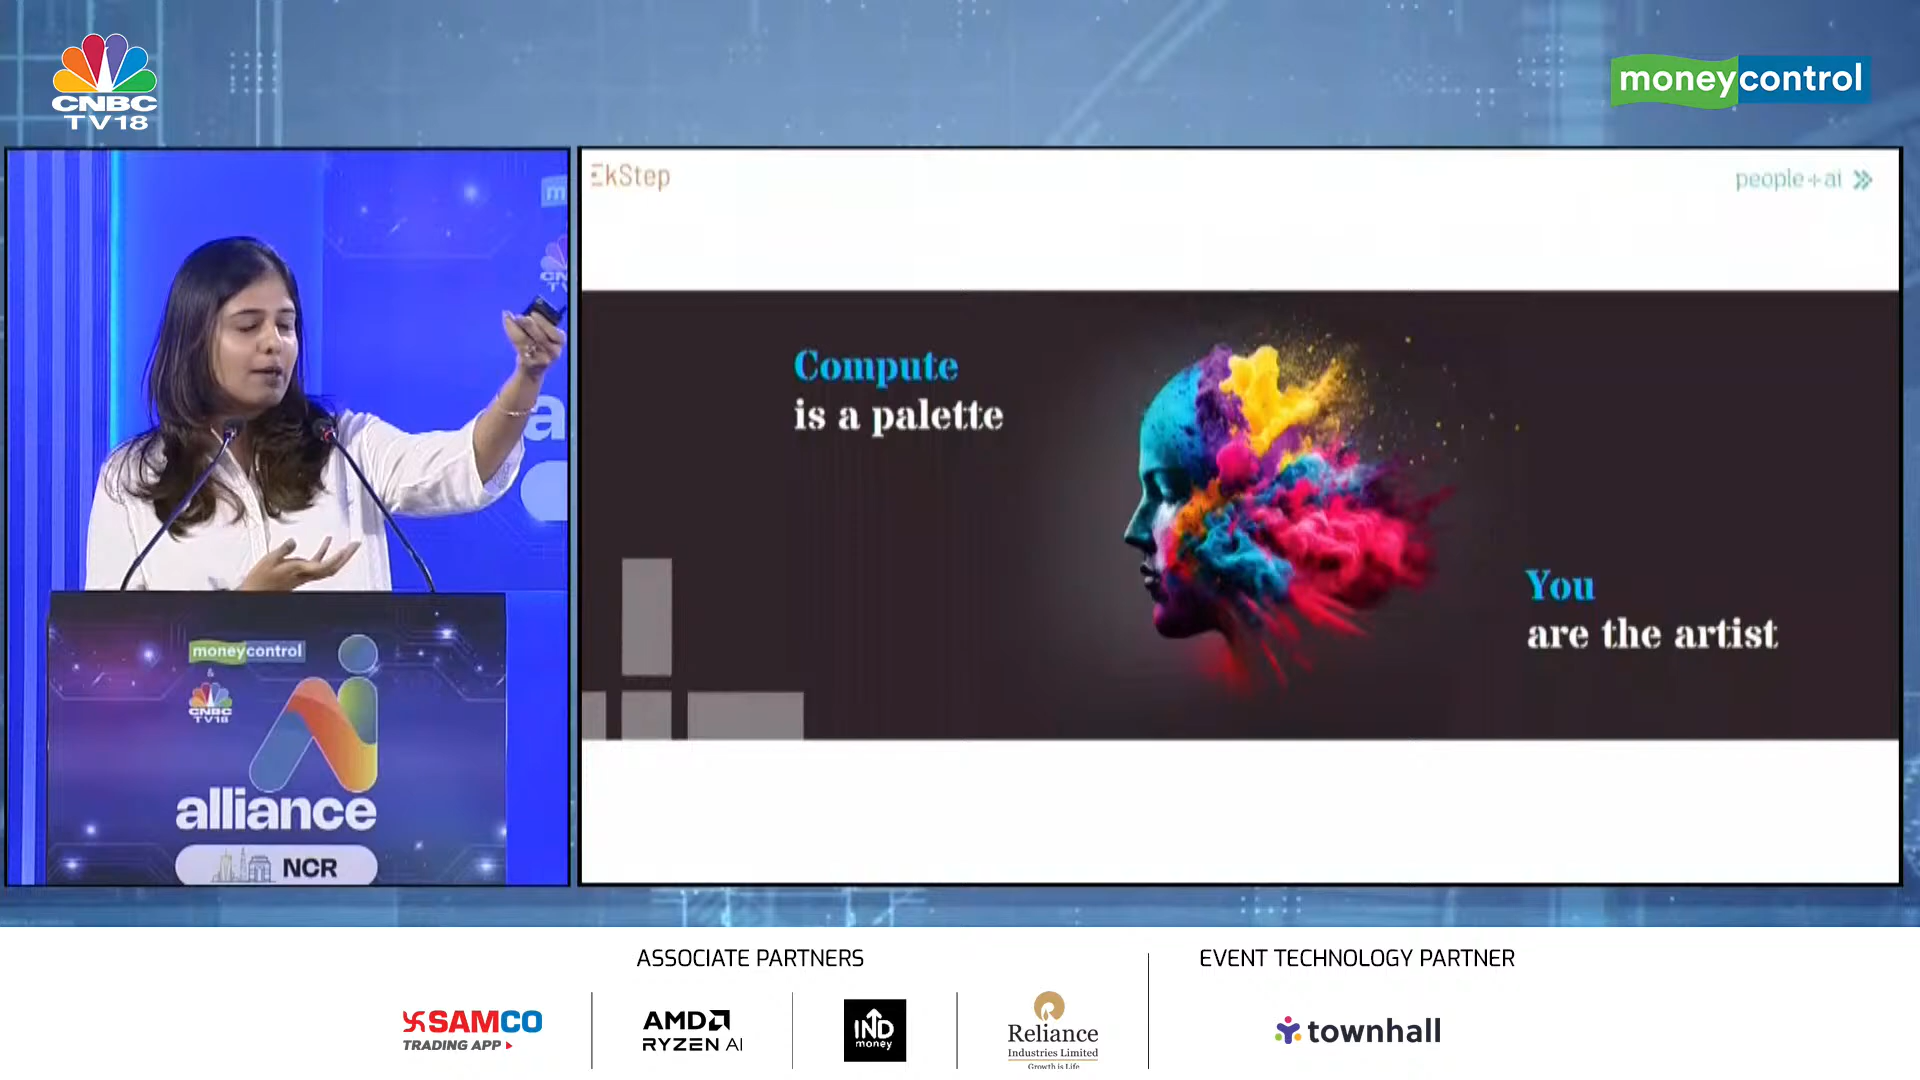 CNBC
TV18
moneycontrol
EkStep
people+ai
Compute
is a palette
You
are the artist
moneycontrol
&
CNBC
TV18
alliance
NCR
ASSOCIATE PARTNERS
EVENT TECHNOLOGY PARTNER
SAMCO
TRADING APP
AMD
RYZEN AI
IND
money
Reliance
Industries Limited
Growth is Life
townhall